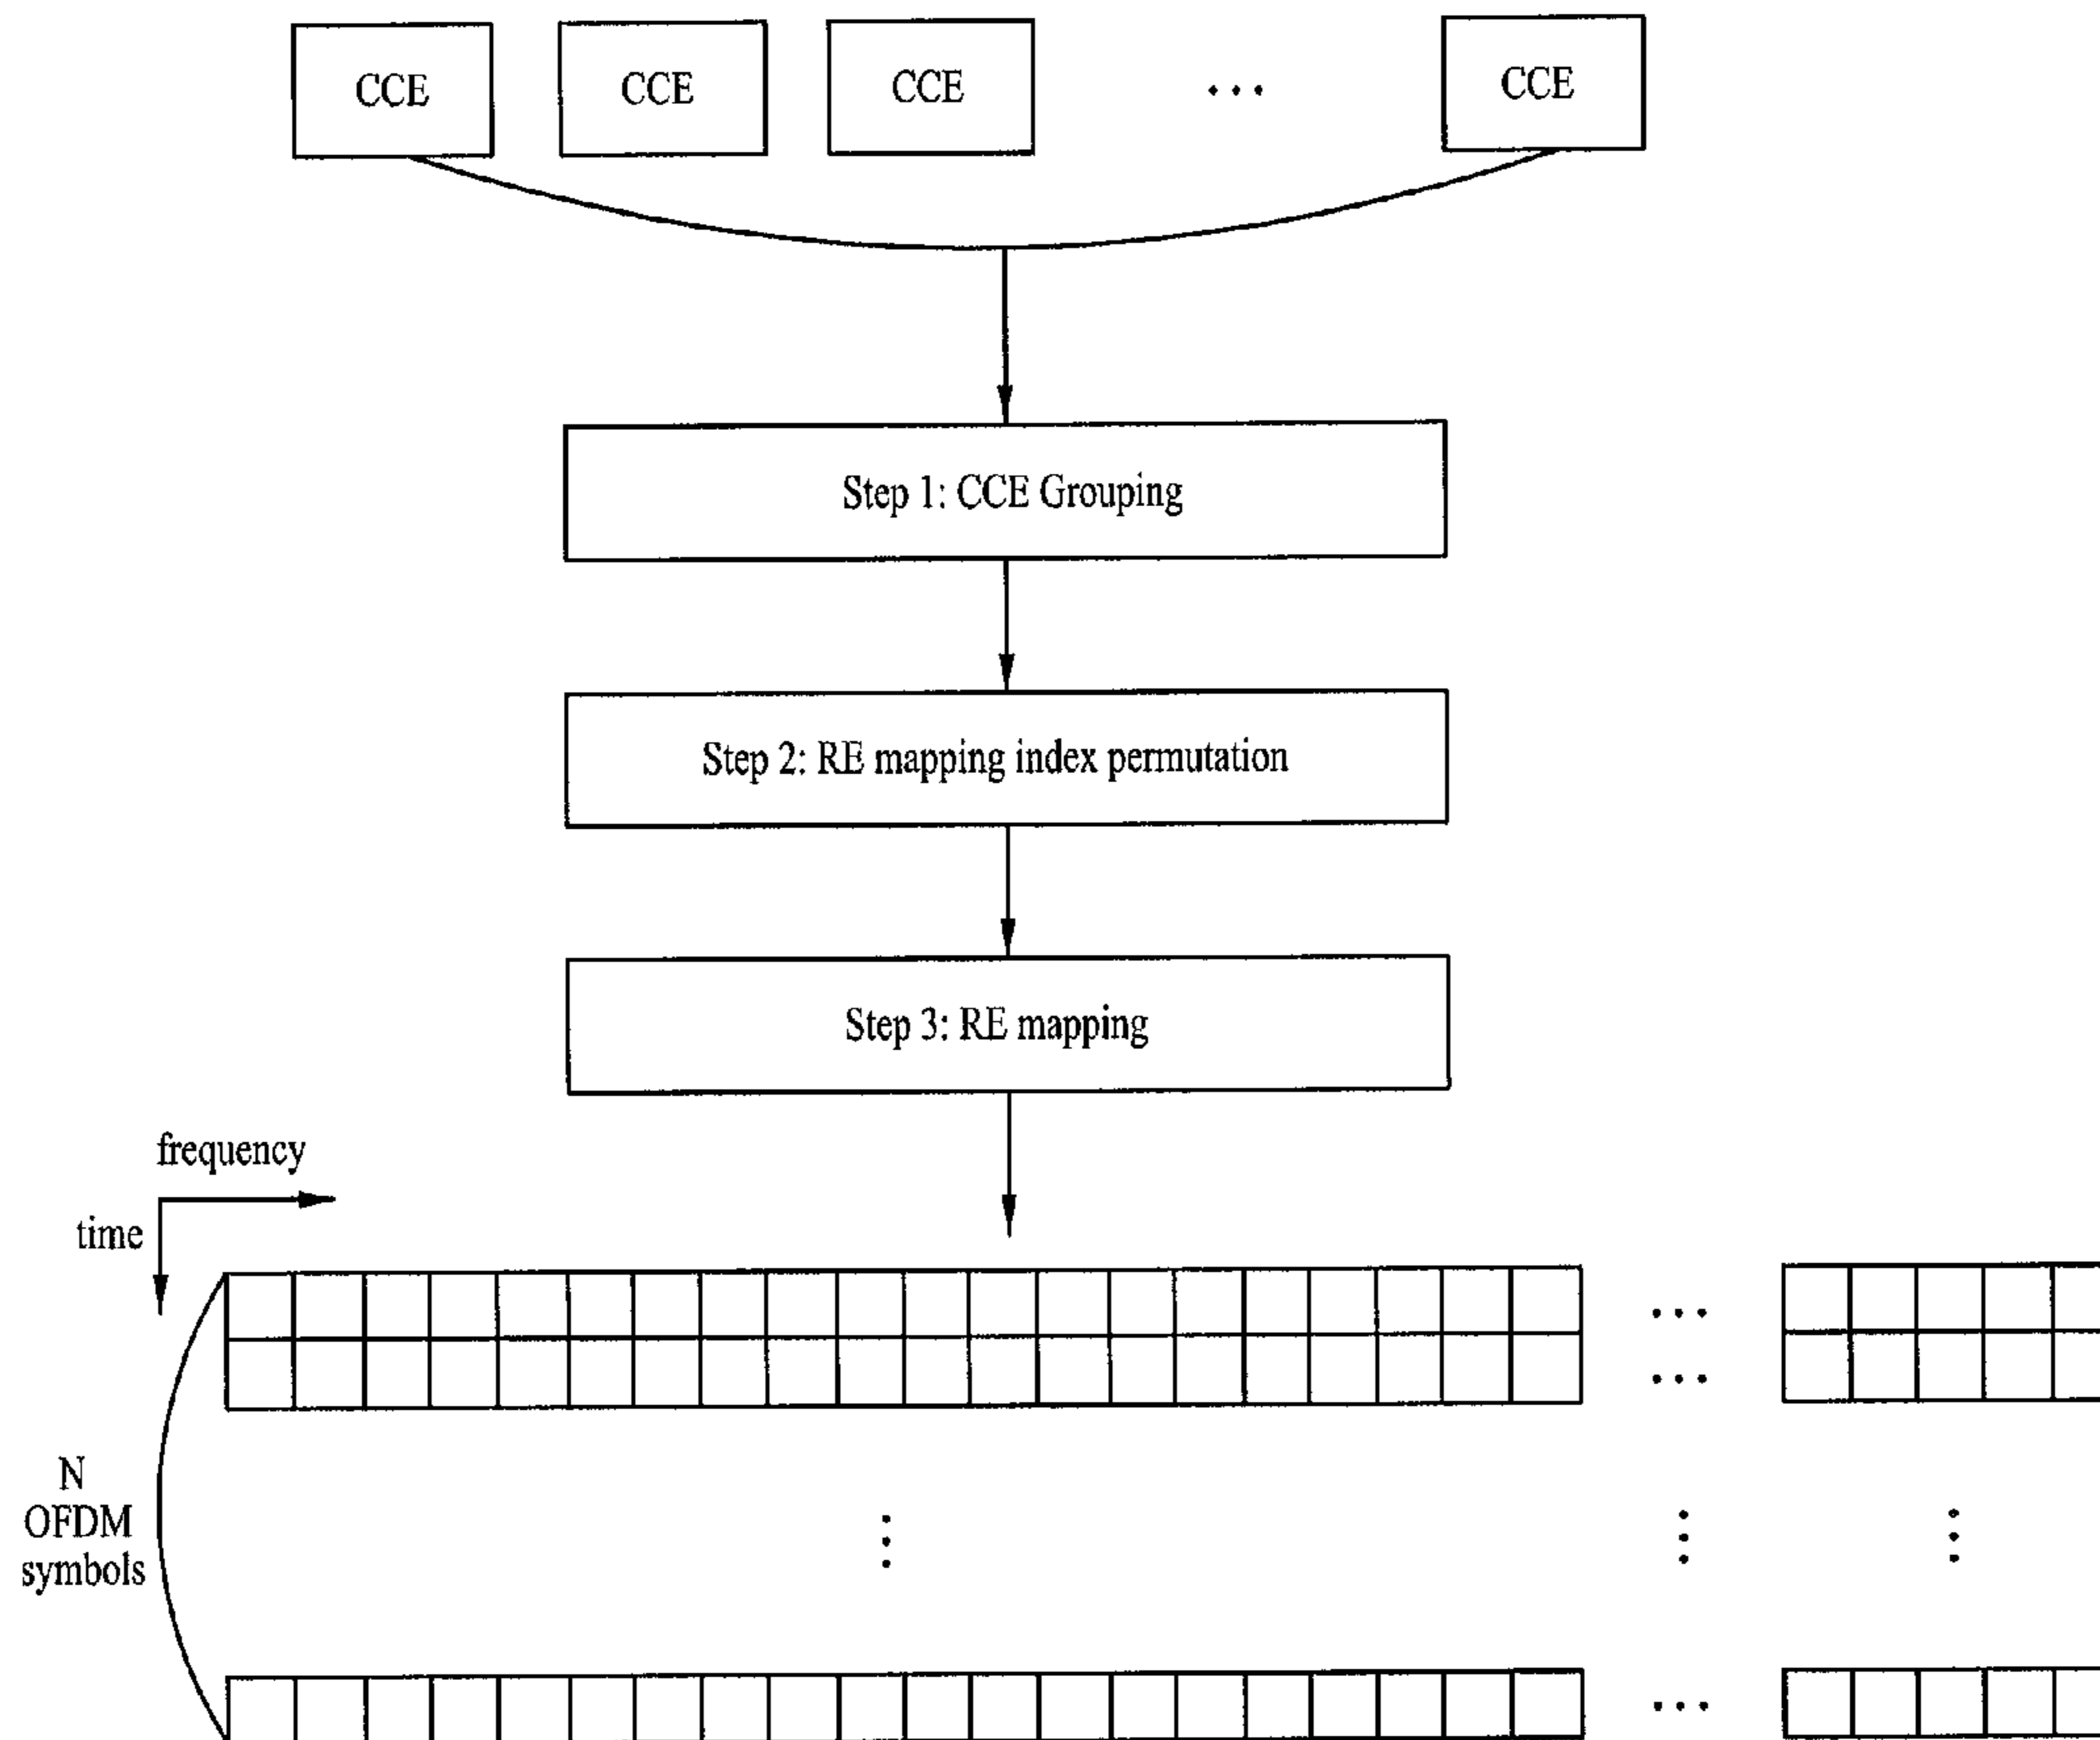 CCE CCE CCE ... CCE
Step 1: CCE Grouping
Step 2: RE mapping index permutation
Step 3: RE mapping
frequency
time
...
...
N
OFDM
symbols
...